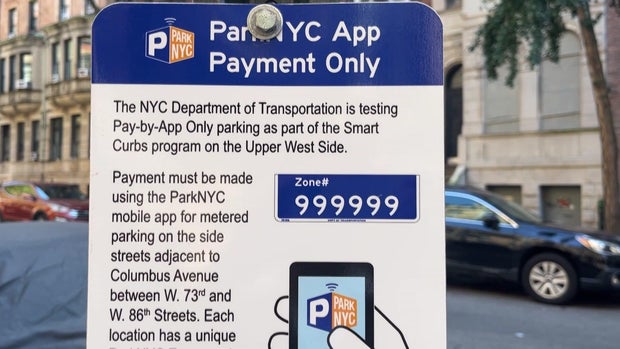 P PARK NYC
ParkNYC App
Payment Only
The NYC Department of Transportation is testing
Pay-by-App Only parking as part of the Smart
Curbs program on the Upper West Side.
Payment must be made
using the ParkNYC
mobile app for metered
parking on the side
streets adjacent to
Columbus Avenue
between W. 73rd and
W. 86th Streets. Each
location has a unique
Zone#
999999
P PARK NYC